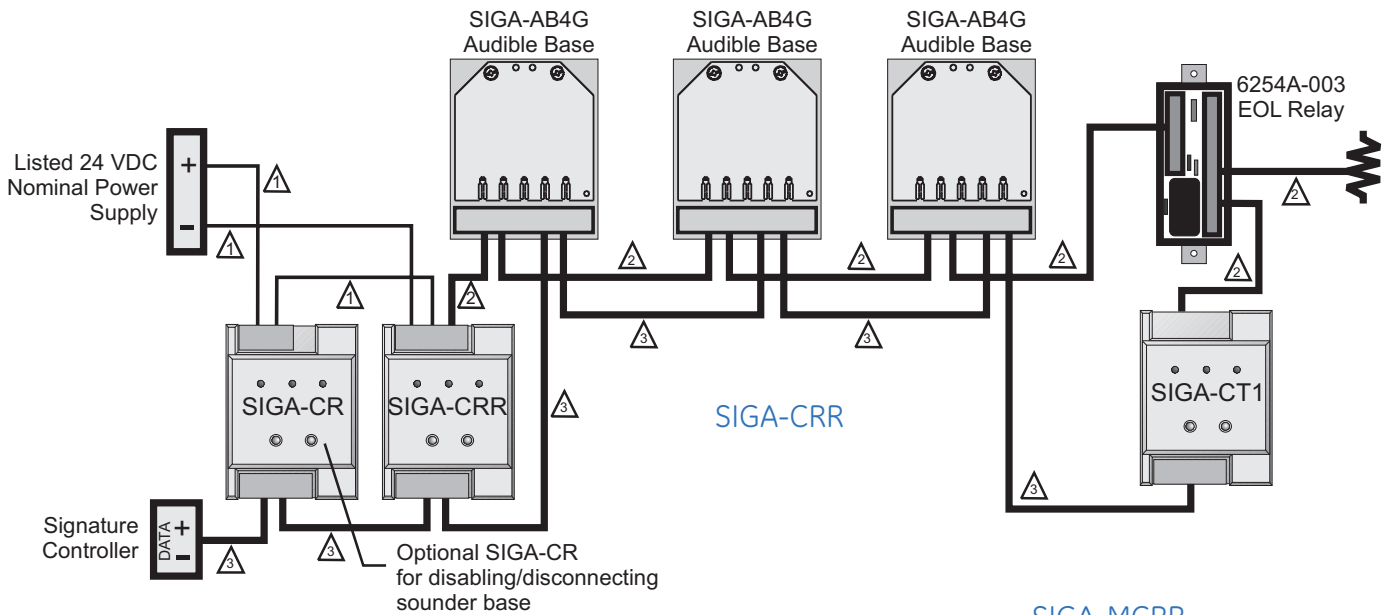 SIGA-AB4G
Audible Base
SIGA-AB4G
Audible Base
SIGA-AB4G
Audible Base
6254A-003
EOL Relay
Listed 24 VDC
Nominal Power
Supply
+
-
1
1
1
2
2
2
2
2
2
3
3
3
SIGA-CR
SIGA-CRR
SIGA-CRR
SIGA-CT1
3
Signature
Controller
DATA
+
-
3
3
Optional SIGA-CR
for disabling/disconnecting
sounder base